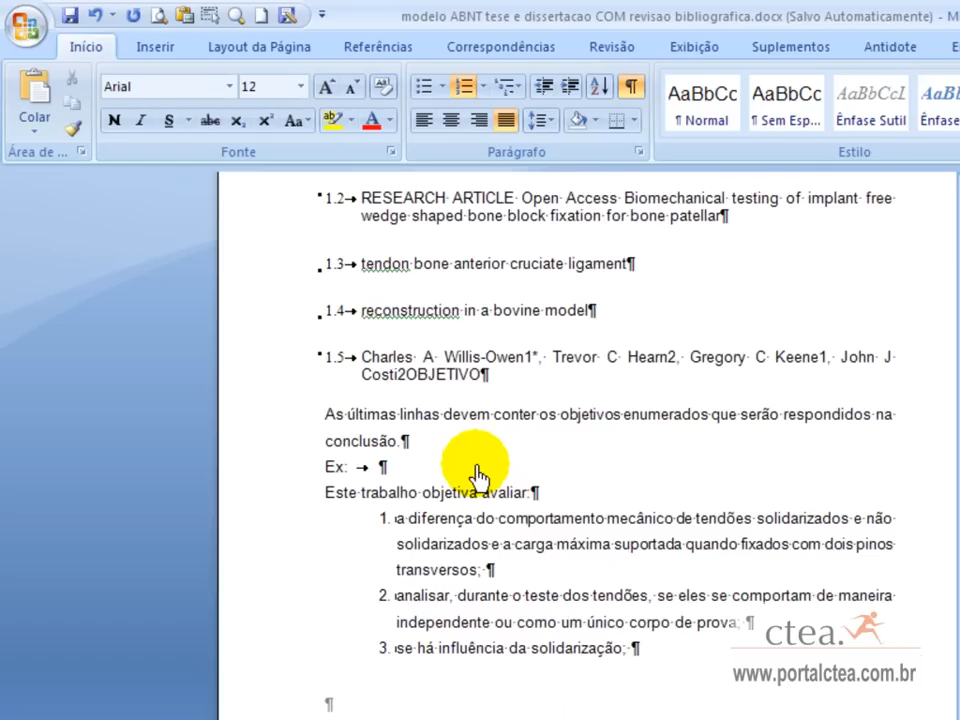 modelo ABNT tese e dissertacao COM revisao bibliografica.docx (Salvo Automaticamente) - M
Início Inserir Layout da Página Referências Correspondências Revisão Exibição Suplementos Antidote E
Colar
Arial 12
N I S abe x₂ x² Aa ab A
AaBbCc AaBbCc AaBbCcL AaBbCc
¶ Normal ¶ Sem Esp... Ênfase Sutil Ênfase
Área de ... Fonte Parágrafo Estilo
1.2→ RESEARCH ARTICLE Open Access Biomechanical testing of implant free
wedge shaped bone block fixation for bone patellar¶
1.3→ tendon bone anterior cruciate ligament¶
1.4→ reconstruction in a bovine model¶
1.5→ Charles A Willis-Owen1*, Trevor C Hearn2, Gregory C Keene1, John J
Costi2OBJETIVO¶
As últimas linhas devem conter os objetivos enumerados que serão respondidos na
conclusão.¶
Ex: → ¶
Este trabalho objetiva avaliar:¶
1. a diferença do comportamento mecânico de tendões solidarizados e não
solidarizados e a carga máxima suportada quando fixados com dois pinos
transversos; ¶
2. analisar, durante o teste dos tendões, se eles se comportam de maneira
independente ou como um único corpo de prova; ¶
3. se há influência da solidarização; ¶
¶
ctea.
www.portalctea.com.br